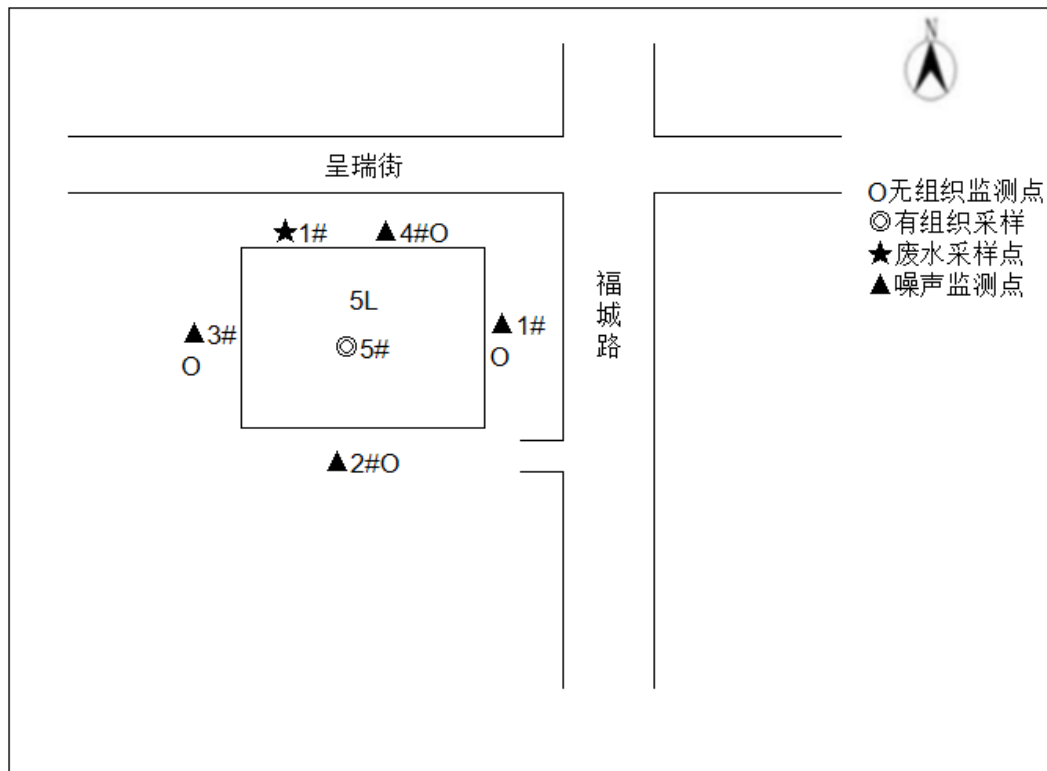 N
呈瑞街
O无组织监测点
◎有组织采样
★废水采样点
▲噪声监测点
★1#
▲4#O
5L
福城路
▲3#
O
◎5#
▲1#
O
▲2#O